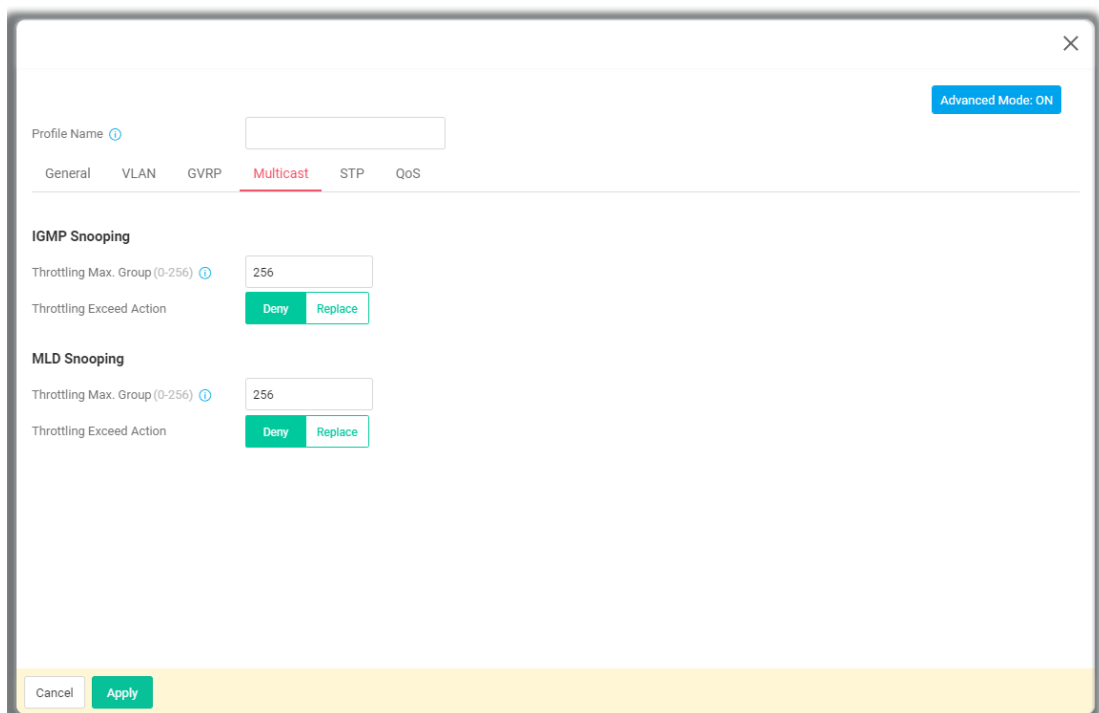 Advanced Mode: ON
Profile Name
General VLAN GVRP Multicast STP QoS
IGMP Snooping
Throttling Max. Group (0-256)
256
Throttling Exceed Action
Deny Replace
MLD Snooping
Throttling Max. Group (0-256)
256
Throttling Exceed Action
Deny Replace
Cancel Apply